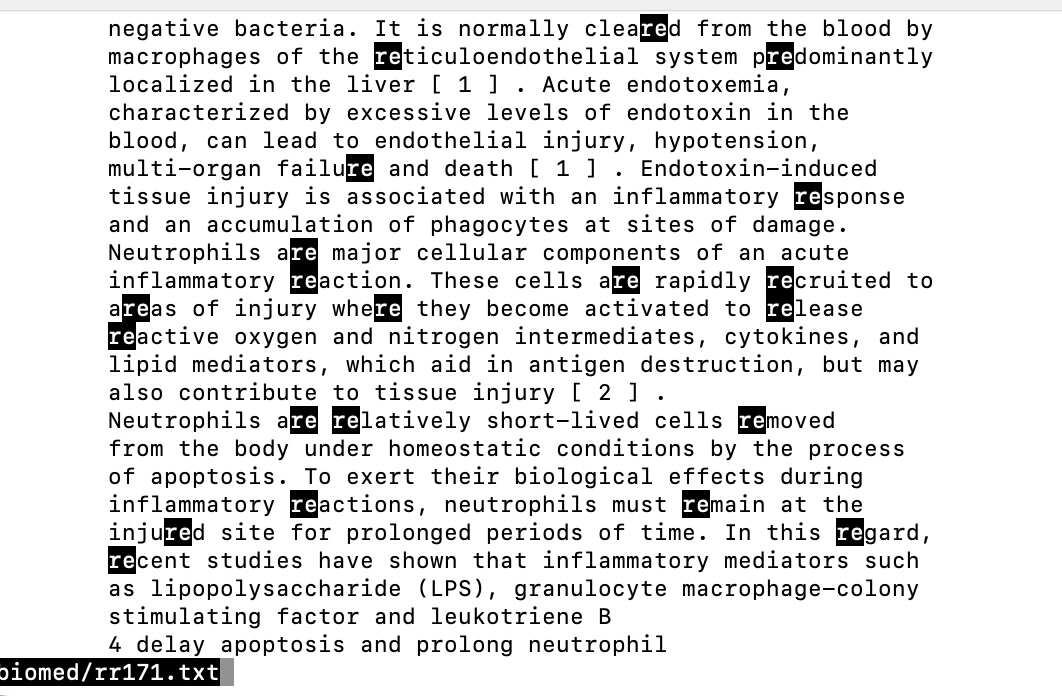 negative bacteria. It is normally cleared from the blood by
macrophages of the reticuloendothelial system predominantly
localized in the liver [ 1 ] . Acute endotoxemia,
characterized by excessive levels of endotoxin in the
blood, can lead to endothelial injury, hypotension,
multi-organ failure and death [ 1 ] . Endotoxin-induced
tissue injury is associated with an inflammatory response
and an accumulation of phagocytes at sites of damage.
Neutrophils are major cellular components of an acute
inflammatory reaction. These cells are rapidly recruited to
areas of injury where they become activated to release
reactive oxygen and nitrogen intermediates, cytokines, and
lipid mediators, which aid in antigen destruction, but may
also contribute to tissue injury [ 2 ] .
Neutrophils are relatively short-lived cells removed
from the body under homeostatic conditions by the process
of apoptosis. To exert their biological effects during
inflammatory reactions, neutrophils must remain at the
injured site for prolonged periods of time. In this regard,
recent studies have shown that inflammatory mediators such
as lipopolysaccharide (LPS), granulocyte macrophage-colony
stimulating factor and leukotriene B
4 delay apoptosis and prolong neutrophil
biomed/rr171.txt